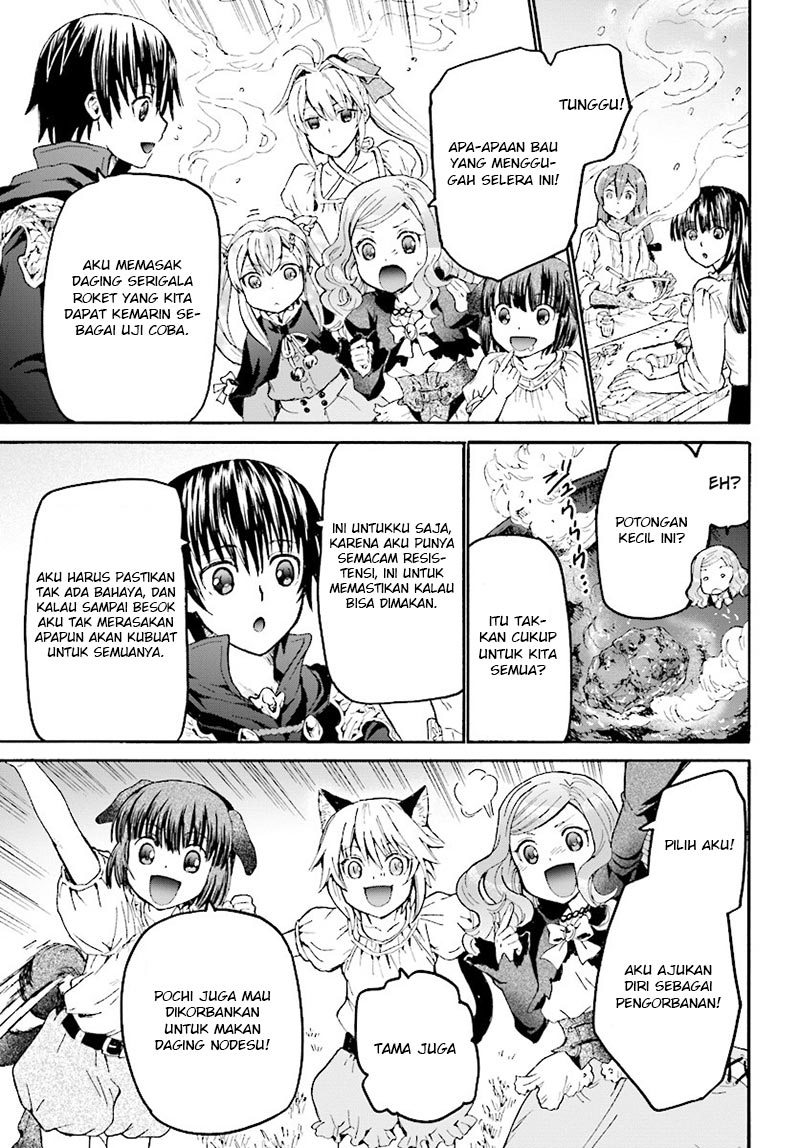 TUNGGU!
APA-APAAN BAU
YANG MENGGU-
GAH SELERA INI!
AKU MEMASAK
DAGING SERIGALA
ROKET YANG KITA
DAPAT KEMARIN SE-
BAGAI UJI COBA.
EH?
POTONGAN
KECIL INI?
ITU TAK-
KAN CUKUP
UNTUK KITA
SEMUA?
INI UNTUKKU SAJA,
KARENA AKU PUNYA
SEMACAM RESIS-
TENSI, INI UNTUK
MEMASTIKAN KALAU
BISA DIMAKAN.
AKU HARUS PASTIKAN
TAK ADA BAHAYA, DAN
KALAU SAMPAI BESOK
AKU TAK MERASAKAN
APAPUN AKAN KUBUAT
UNTUK SEMUANYA.
PILIH AKU!
AKU AJUKAN
DIRI SEBAGAI
PENGORBANAN!
TAMA JUGA
POCHI JUGA MAU
DIKORBANKAN
UNTUK MAKAN
DAGING NODESU!